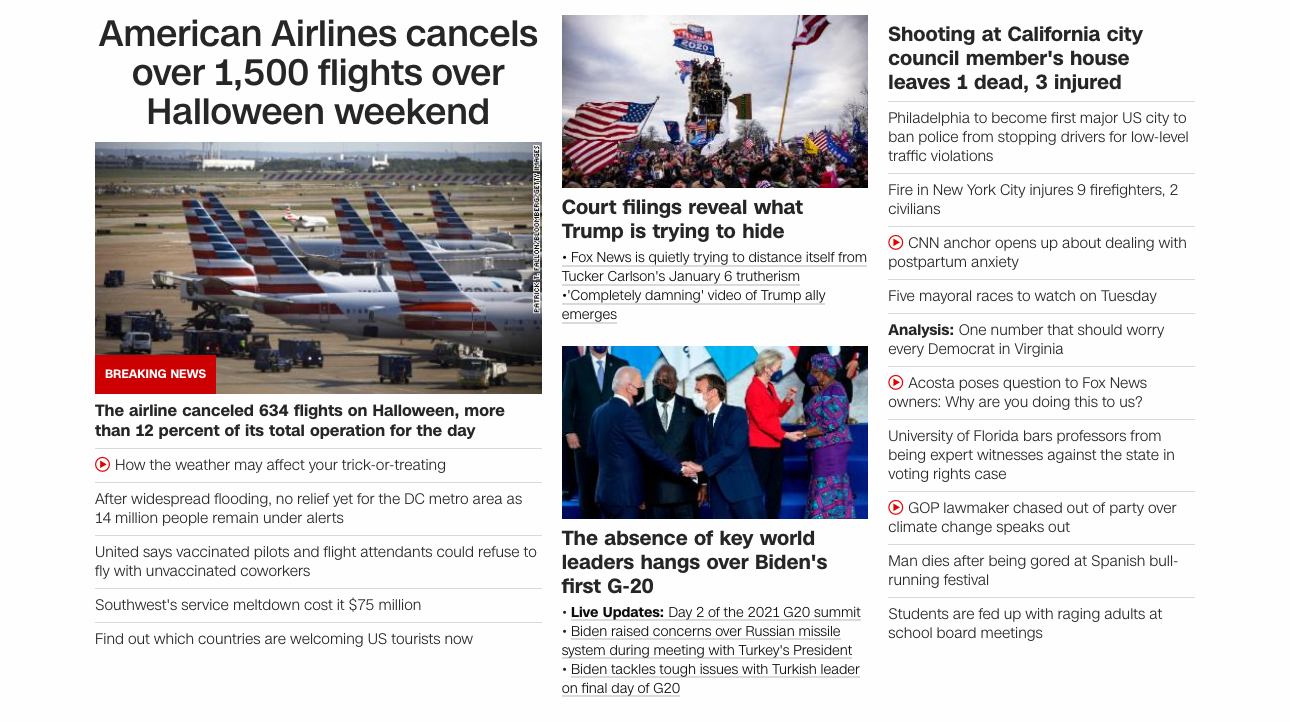 American Airlines cancels
over 1,500 flights over
Halloween weekend
PATRICK T. FALLON/BLOOMBERG/GETTY IMAGES
BREAKING NEWS
The airline canceled 634 flights on Halloween, more
than 12 percent of its total operation for the day
How the weather may affect your trick-or-treating
After widespread flooding, no relief yet for the DC metro area as
14 million people remain under alerts
United says vaccinated pilots and flight attendants could refuse to
fly with unvaccinated coworkers
Southwest's service meltdown cost it $75 million
Find out which countries are welcoming US tourists now
2020
Court filings reveal what
Trump is trying to hide
• Fox News is quietly trying to distance itself from
Tucker Carlson's January 6 trutherism
•'Completely damning' video of Trump ally
emerges
The absence of key world
leaders hangs over Biden's
first G-20
• Live Updates: Day 2 of the 2021 G20 summit
• Biden raised concerns over Russian missile
system during meeting with Turkey's President
• Biden tackles tough issues with Turkish leader
on final day of G20
Shooting at California city
council member's house
leaves 1 dead, 3 injured
Philadelphia to become first major US city to
ban police from stopping drivers for low-level
traffic violations
Fire in New York City injures 9 firefighters, 2
civilians
CNN anchor opens up about dealing with
postpartum anxiety
Five mayoral races to watch on Tuesday
Analysis: One number that should worry
every Democrat in Virginia
Acosta poses question to Fox News
owners: Why are you doing this to us?
University of Florida bars professors from
being expert witnesses against the state in
voting rights case
GOP lawmaker chased out of party over
climate change speaks out
Man dies after being gored at Spanish bull-
running festival
Students are fed up with raging adults at
school board meetings